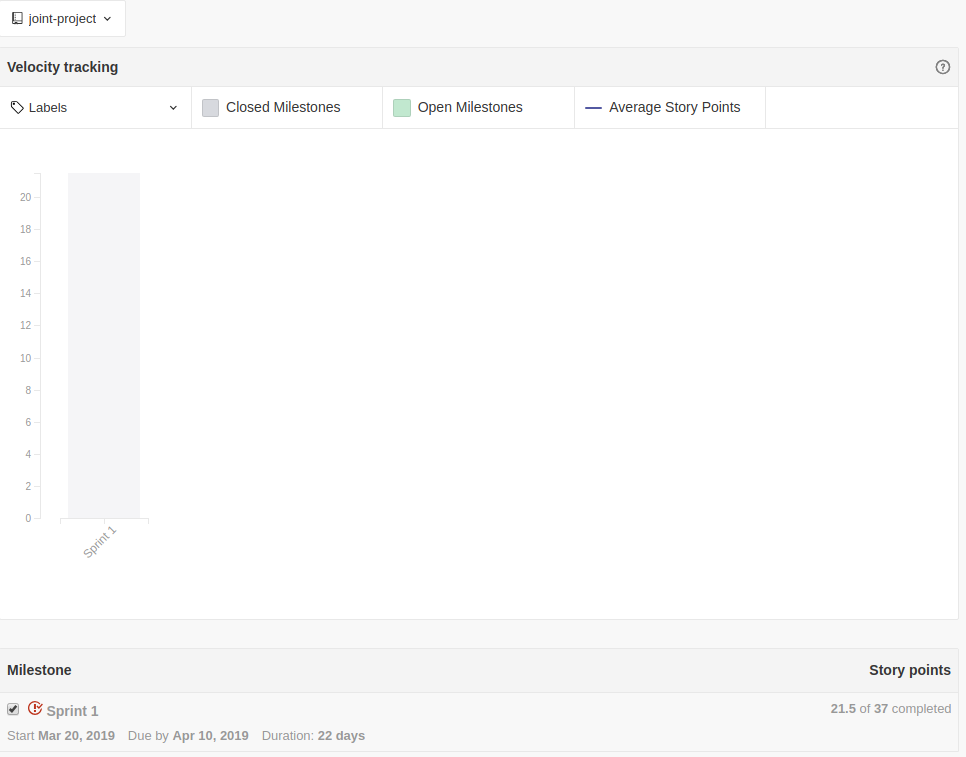 joint-project
Velocity tracking
Labels
Closed Milestones
Open Milestones
Average Story Points
20
18
16
14
12
10
8
6
4
2
0
Sprint 1
Milestone Story points
Sprint 1 21.5 of 37 completed
Start Mar 20, 2019 Due by Apr 10, 2019 Duration: 22 days